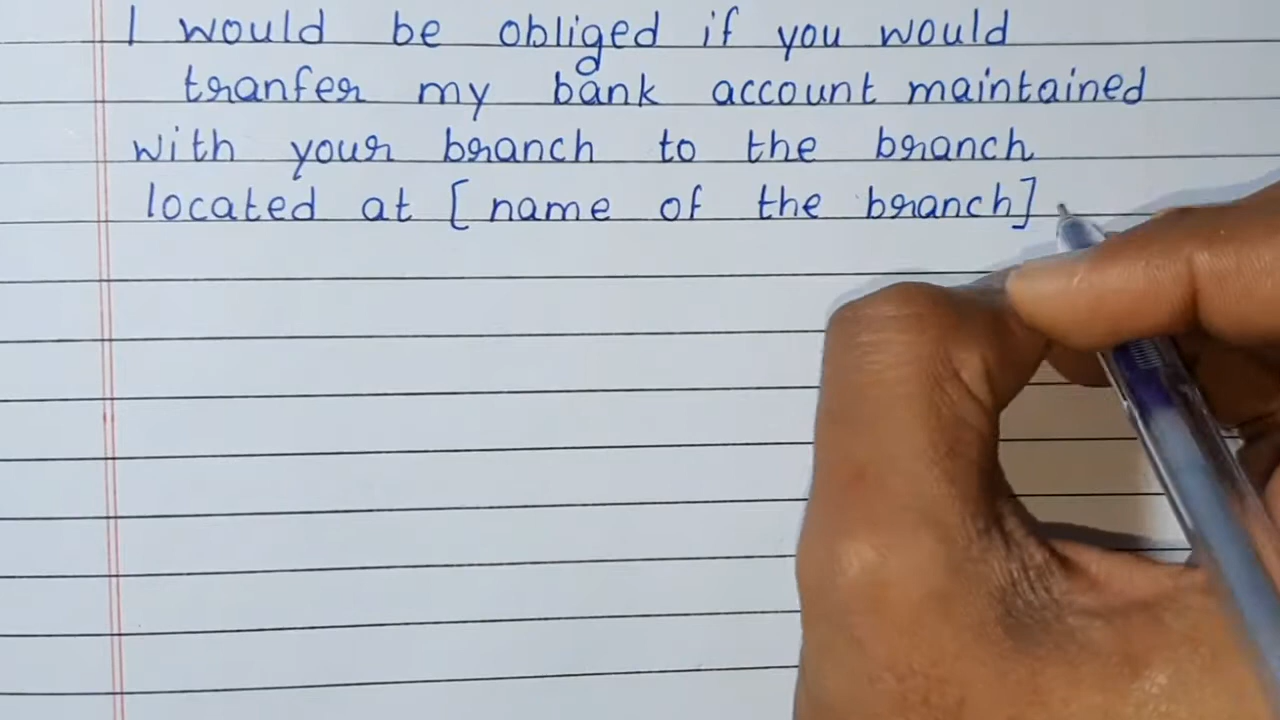 I would be obliged if you would
tranfer my bank account maintained
with your branch to the branch
located at [name of the branch]